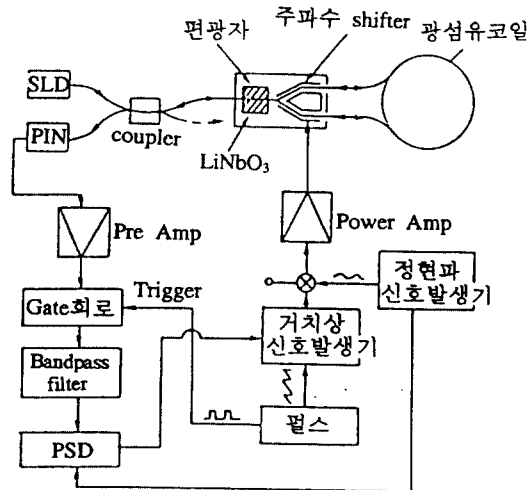 편광자
주파수 shifter
광섬유코일
SLD
PIN
coupler
LiNbO₃
Pre Amp
Power Amp
정현파
신호발생기
Trigger
Gate회로
거치상
신호발생기
Bandpass
filter
펄스
PSD